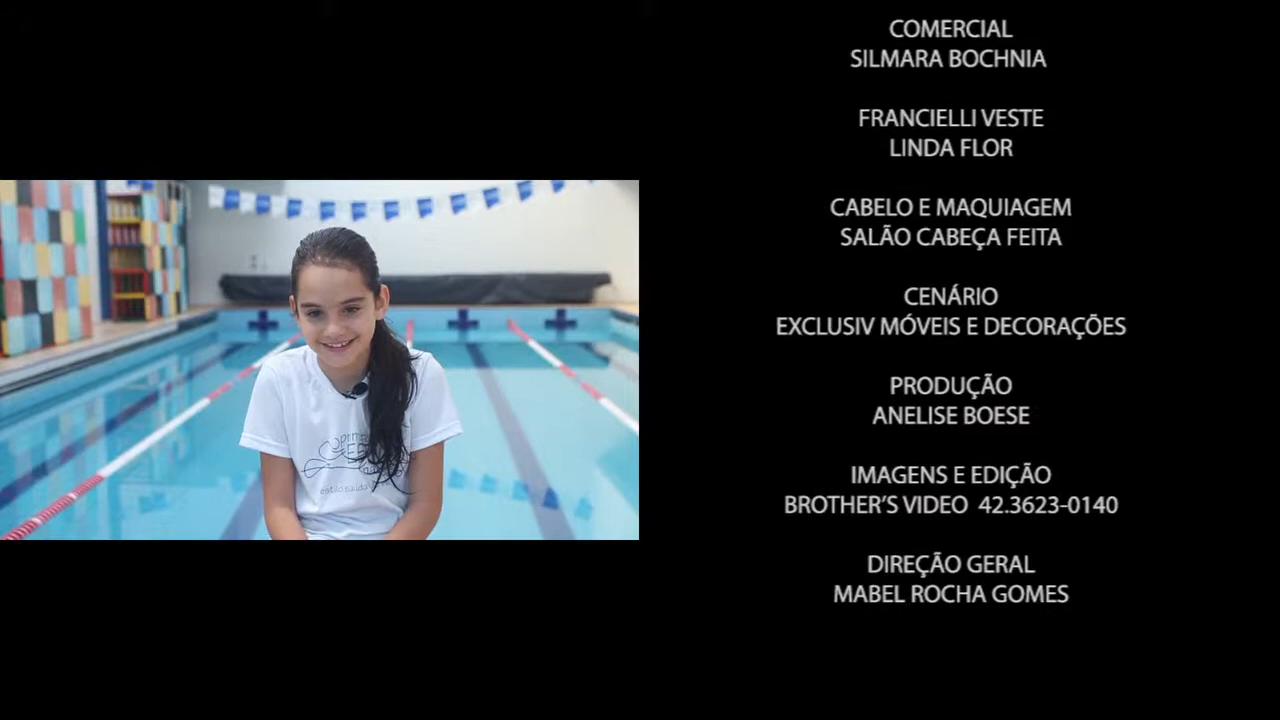 COMERCIAL
SILMARA BOCHNIA
FRANCIELLI VESTE
LINDA FLOR
CABELO E MAQUIAGEM
SALÃO CABEÇA FEITA
CENÁRIO
EXCLUSIV MÓVEIS E DECORAÇÕES
PRODUÇÃO
ANELISE BOESE
IMAGENS E EDIÇÃO
BROTHER'S VIDEO 42.3623-0140
DIREÇÃO GERAL
MABEL ROCHA GOMES